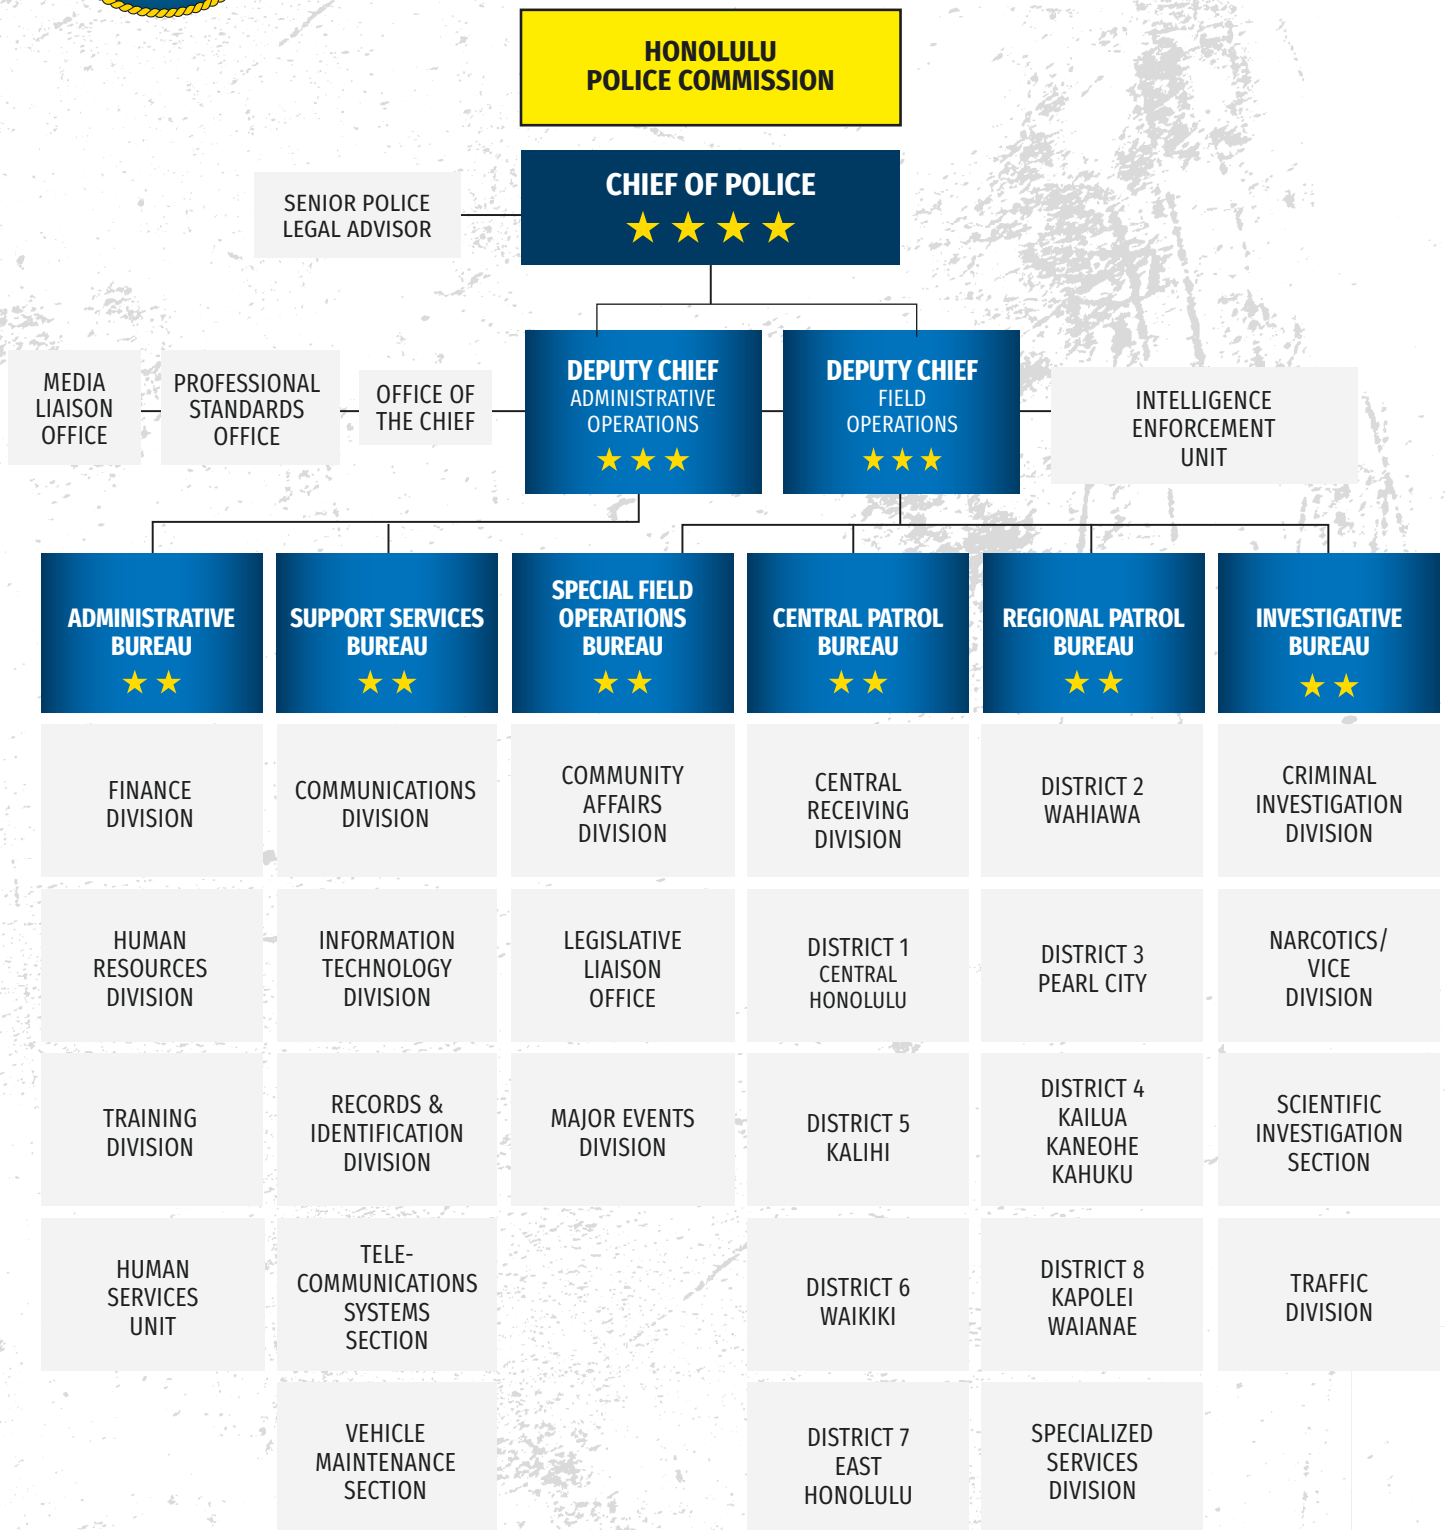 HONOLULU
POLICE COMMISSION
CHIEF OF POLICE
SENIOR POLICE
LEGAL ADVISOR
MEDIA
LIAISON
OFFICE
PROFESSIONAL
STANDARDS
OFFICE
OFFICE OF
THE CHIEF
DEPUTY CHIEF
ADMINISTRATIVE
OPERATIONS
DEPUTY CHIEF
FIELD
OPERATIONS
INTELLIGENCE
ENFORCEMENT
UNIT
ADMINISTRATIVE
BUREAU
SUPPORT SERVICES
BUREAU
SPECIAL FIELD
OPERATIONS
BUREAU
CENTRAL PATROL
BUREAU
REGIONAL PATROL
BUREAU
INVESTIGATIVE
BUREAU
FINANCE
DIVISION
COMMUNICATIONS
DIVISION
COMMUNITY
AFFAIRS
DIVISION
CENTRAL
RECEIVING
DIVISION
DISTRICT 2
WAHIAWA
CRIMINAL
INVESTIGATION
DIVISION
HUMAN
RESOURCES
DIVISION
INFORMATION
TECHNOLOGY
DIVISION
LEGISLATIVE
LIAISON
OFFICE
DISTRICT 1
CENTRAL
HONOLULU
DISTRICT 3
PEARL CITY
NARCOTICS/
VICE
DIVISION
TRAINING
DIVISION
RECORDS &
IDENTIFICATION
DIVISION
MAJOR EVENTS
DIVISION
DISTRICT 5
KALIHI
DISTRICT 4
KAILUA
KANEOHE
KAHUKU
SCIENTIFIC
INVESTIGATION
SECTION
HUMAN
SERVICES
UNIT
TELE-
COMMUNICATIONS
SYSTEMS
SECTION
DISTRICT 6
WAIKIKI
DISTRICT 8
KAPOLEI
WAIANAE
TRAFFIC
DIVISION
VEHICLE
MAINTENANCE
SECTION
DISTRICT 7
EAST
HONOLULU
SPECIALIZED
SERVICES
DIVISION